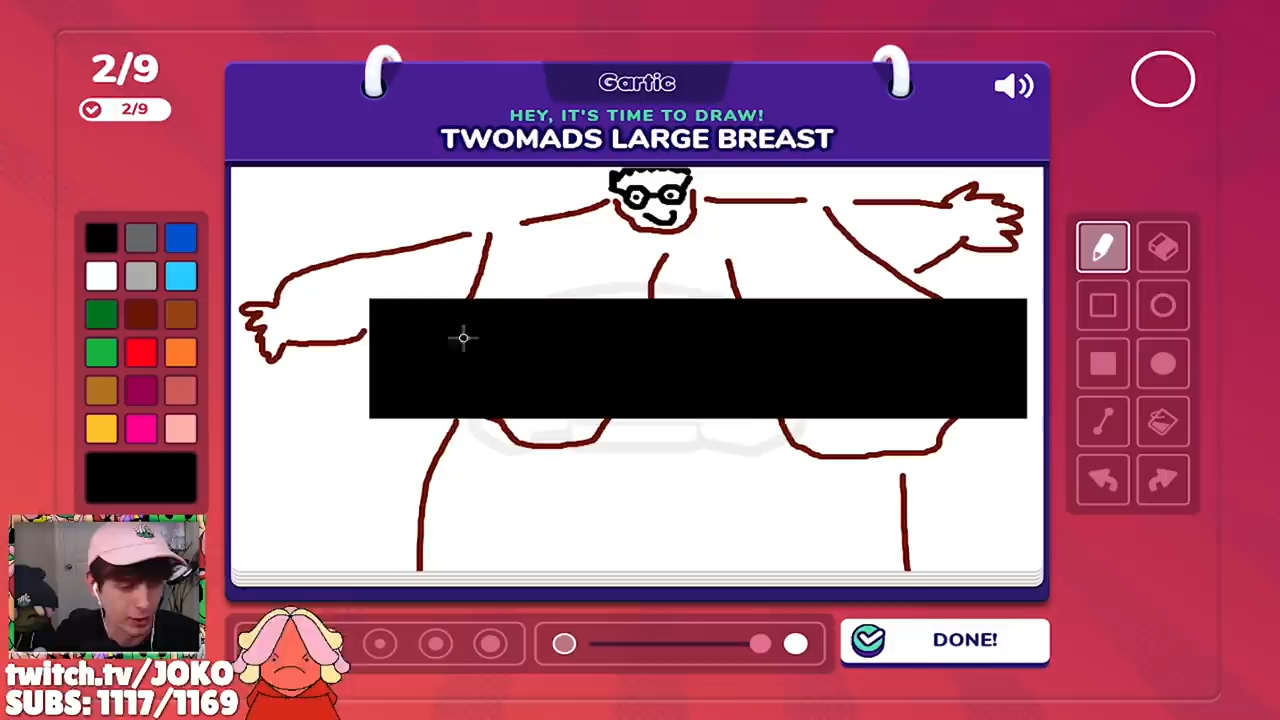 2/9
2/9
Gartic
HEY, IT'S TIME TO DRAW!
TWOMADS LARGE BREAST
DONE!
twitch.tv/JOKO
SUBS: 1117/1169